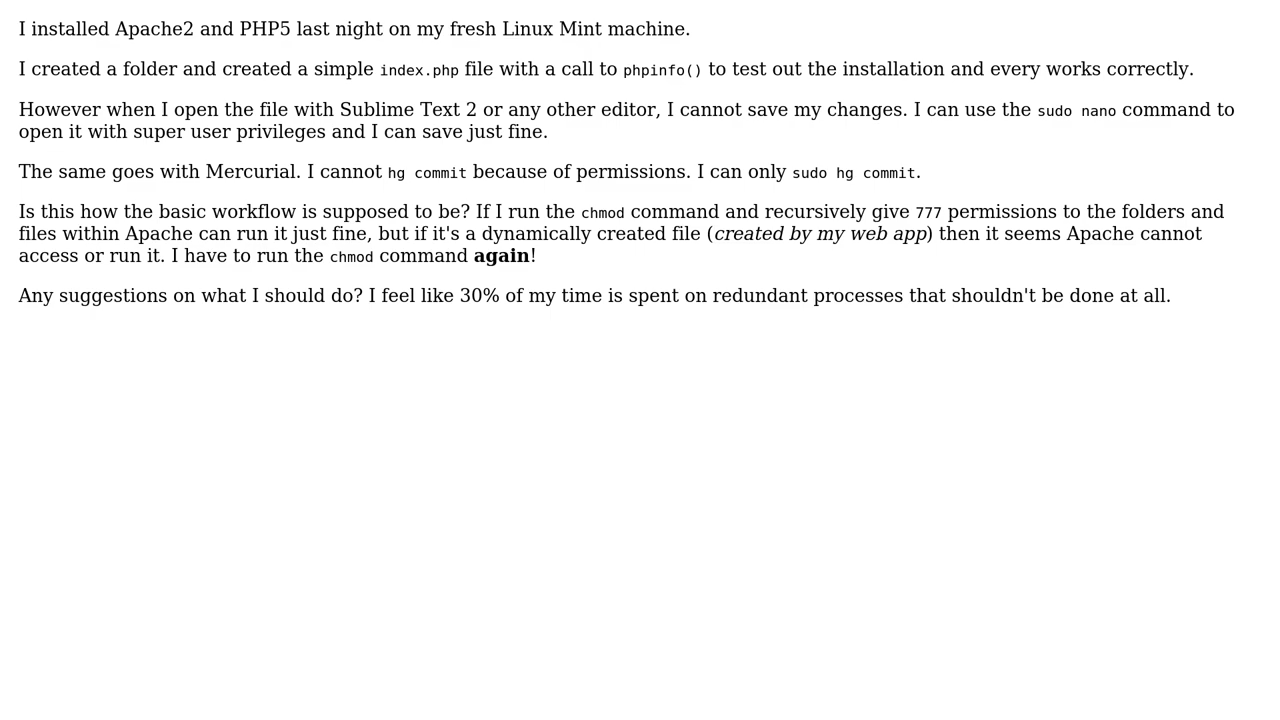 I installed Apache2 and PHP5 last night on my fresh Linux Mint machine.
I created a folder and created a simple index.php file with a call to phpinfo() to test out the installation and every works correctly.
However when I open the file with Sublime Text 2 or any other editor, I cannot save my changes. I can use the sudo nano command to
open it with super user privileges and I can save just fine.
The same goes with Mercurial. I cannot hg commit because of permissions. I can only sudo hg commit.
Is this how the basic workflow is supposed to be? If I run the chmod command and recursively give 777 permissions to the folders and
files within Apache can run it just fine, but if it's a dynamically created file (created by my web app) then it seems Apache cannot
access or run it. I have to run the chmod command again!
Any suggestions on what I should do? I feel like 30% of my time is spent on redundant processes that shouldn't be done at all.